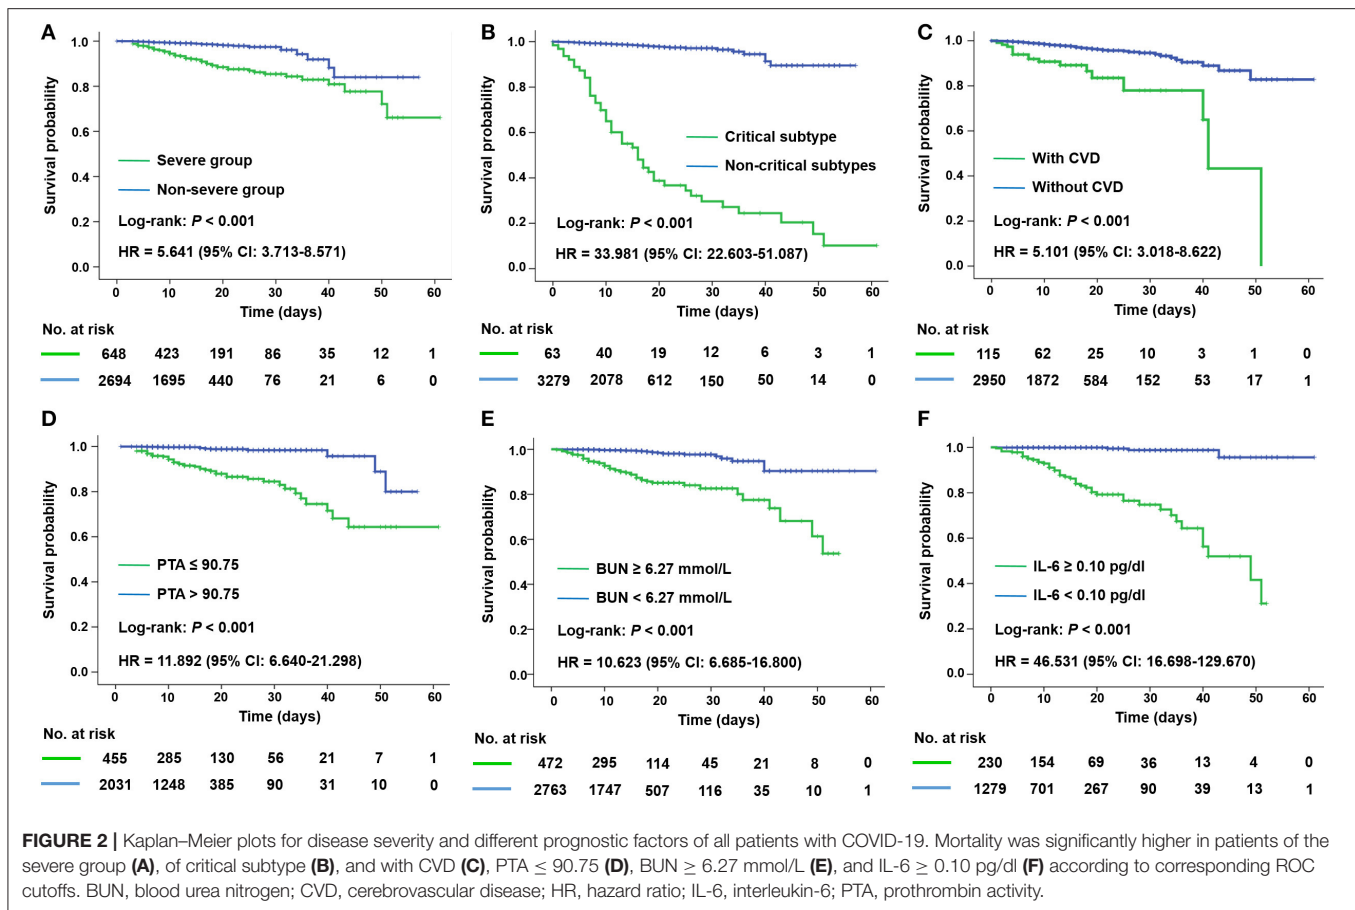 A
Survival probability
1.0
0.8
0.6
0.4
0.2
0.0
Severe group
Non-severe group
Log-rank: P < 0.001
HR = 5.641 (95% CI: 3.713-8.571)
0 10 20 30 40 50 60
Time (days)
No. at risk
648 423 191 86 35 12 1
2694 1695 440 76 21 6 0
B
Survival probability
1.0
0.8
0.6
0.4
0.2
0.0
Critical subtype
Non-critical subtypes
Log-rank: P < 0.001
HR = 33.981 (95% CI: 22.603-51.087)
0 10 20 30 40 50 60
Time (days)
No. at risk
63 40 19 12 6 3 1
3279 2078 612 150 50 14 0
C
Survival probability
1.0
0.8
0.6
0.4
0.2
0.0
With CVD
Without CVD
Log-rank: P < 0.001
HR = 5.101 (95% CI: 3.018-8.622)
0 10 20 30 40 50 60
Time (days)
No. at risk
115 62 25 10 3 1 0
2950 1872 584 152 53 17 1
D
Survival probability
1.0
0.8
0.6
0.4
0.2
0.0
PTA ≤ 90.75
PTA > 90.75
Log-rank: P < 0.001
HR = 11.892 (95% CI: 6.640-21.298)
0 10 20 30 40 50 60
Time (days)
No. at risk
455 285 130 56 21 7 1
2031 1248 385 90 31 10 0
E
Survival probability
1.0
0.8
0.6
0.4
0.2
0.0
BUN ≥ 6.27 mmol/L
BUN < 6.27 mmol/L
Log-rank: P < 0.001
HR = 10.623 (95% CI: 6.685-16.800)
0 10 20 30 40 50 60
Time (days)
No. at risk
472 295 114 45 21 8 0
2763 1747 507 116 35 10 1
F
Survival probability
1.0
0.8
0.6
0.4
0.2
0.0
IL-6 ≥ 0.10 pg/dl
IL-6 < 0.10 pg/dl
Log-rank: P < 0.001
HR = 46.531 (95% CI: 16.698-129.670)
0 10 20 30 40 50 60
Time (days)
No. at risk
230 154 69 36 13 4 0
1279 701 267 90 39 13 1
FIGURE 2 | Kaplan–Meier plots for disease severity and different prognostic factors of all patients with COVID-19. Mortality was significantly higher in patients of the
severe group (A), of critical subtype (B), and with CVD (C), PTA ≤ 90.75 (D), BUN ≥ 6.27 mmol/L (E), and IL-6 ≥ 0.10 pg/dl (F) according to corresponding ROC
cutoffs. BUN, blood urea nitrogen; CVD, cerebrovascular disease; HR, hazard ratio; IL-6, interleukin-6; PTA, prothrombin activity.